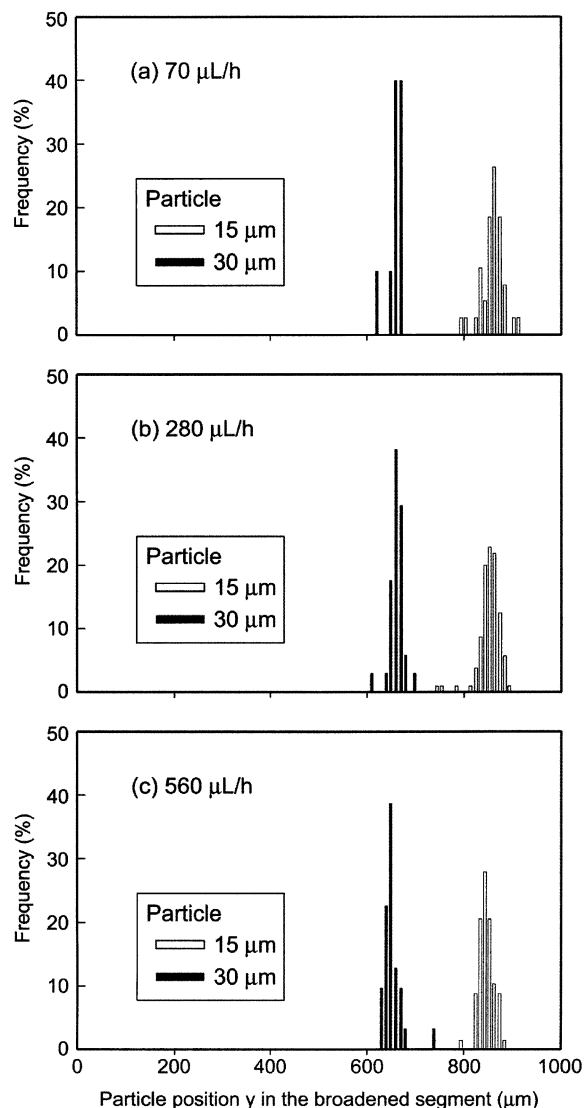 50
(a) 70 μL/h
40
Frequency (%)
30
Particle
20
15 μm
30 μm
10
0
50
(b) 280 μL/h
40
Frequency (%)
30
Particle
20
15 μm
30 μm
10
0
50
(c) 560 μL/h
40
Frequency (%)
30
Particle
20
15 μm
30 μm
10
0
0 200 400 600 800 1000
Particle position y in the broadened segment (μm)